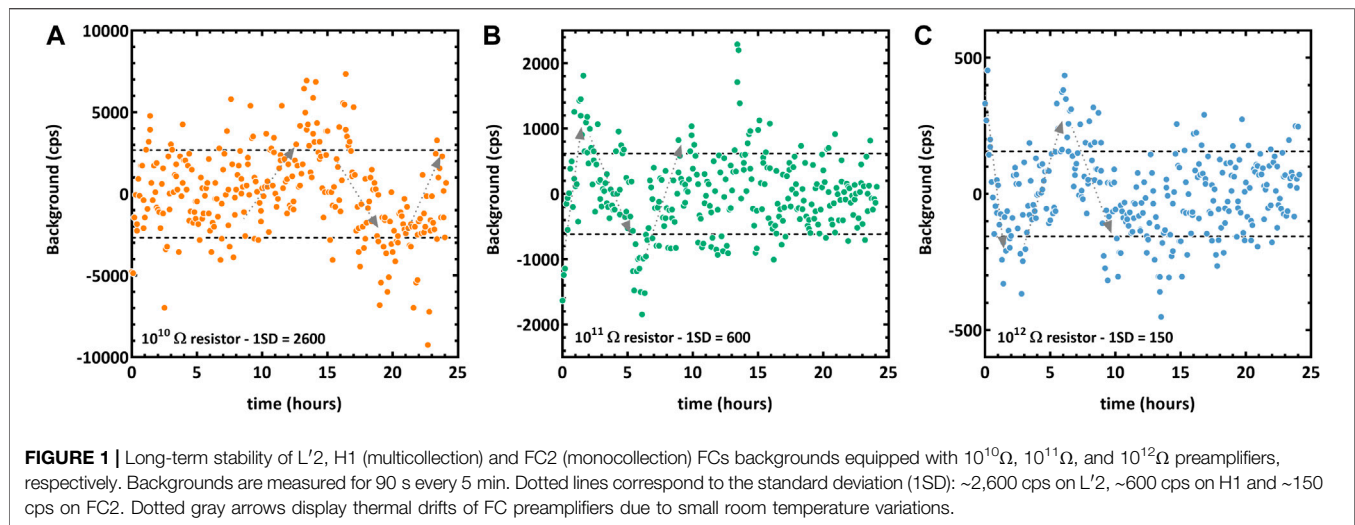 A
B
C
Background (cps)
10000
5000
0
-5000
-10000
10¹⁰ Ω resistor - 1SD = 2600
0 5 10 15 20 25
time (hours)
Background (cps)
2000
1000
0
-1000
-2000
10¹¹ Ω resistor - 1SD = 600
0 5 10 15 20 25
time (hours)
Background (cps)
500
0
-500
10¹² Ω resistor - 1SD = 150
0 5 10 15 20 25
time (hours)
FIGURE 1 | Long-term stability of L′2, H1 (multicollection) and FC2 (monocollection) FCs backgrounds equipped with 10¹⁰Ω, 10¹¹Ω, and 10¹²Ω preamplifiers,
respectively. Backgrounds are measured for 90 s every 5 min. Dotted lines correspond to the standard deviation (1SD): ~2,600 cps on L′2, ~600 cps on H1 and ~150
cps on FC2. Dotted gray arrows display thermal drifts of FC preamplifiers due to small room temperature variations.